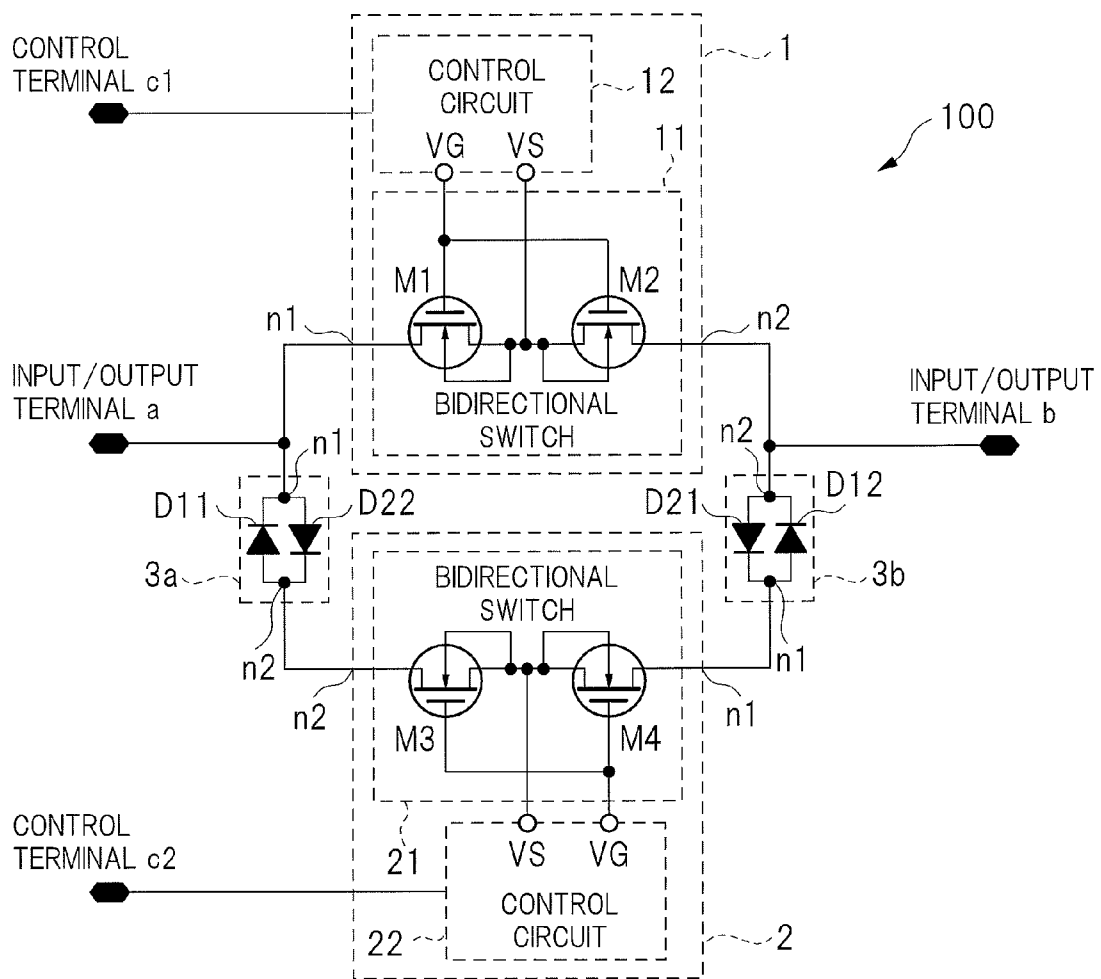 CONTROL
TERMINAL c1
CONTROL
CIRCUIT
12
1
VG
VS
11
100
M1
M2
n1
n2
INPUT/OUTPUT
TERMINAL a
BIDIRECTIONAL
SWITCH
INPUT/OUTPUT
TERMINAL b
n1
n2
D11
D22
D21
D12
3a
3b
BIDIRECTIONAL
SWITCH
n2
n1
n2
n1
M3
M4
CONTROL
TERMINAL c2
21
VS
VG
22
CONTROL
CIRCUIT
2